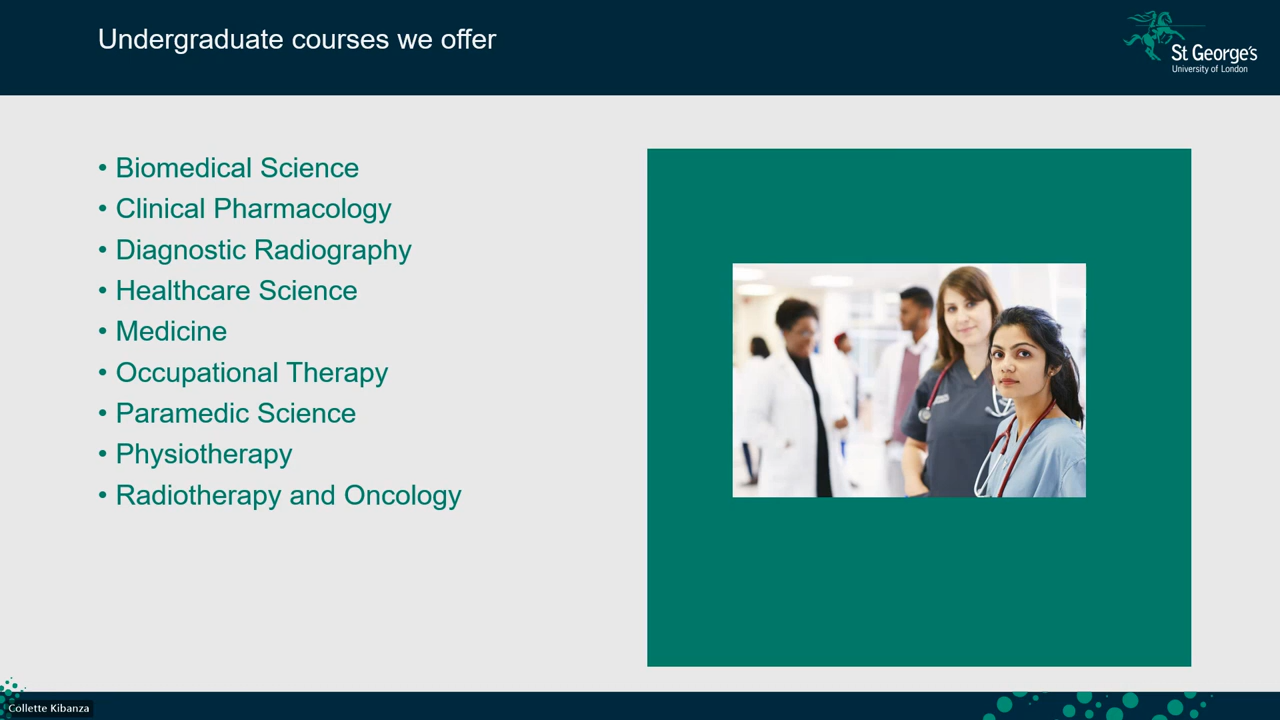 Undergraduate courses we offer
St George's
University of London
• Biomedical Science
• Clinical Pharmacology
• Diagnostic Radiography
• Healthcare Science
• Medicine
• Occupational Therapy
• Paramedic Science
• Physiotherapy
• Radiotherapy and Oncology
Collette Kibanza